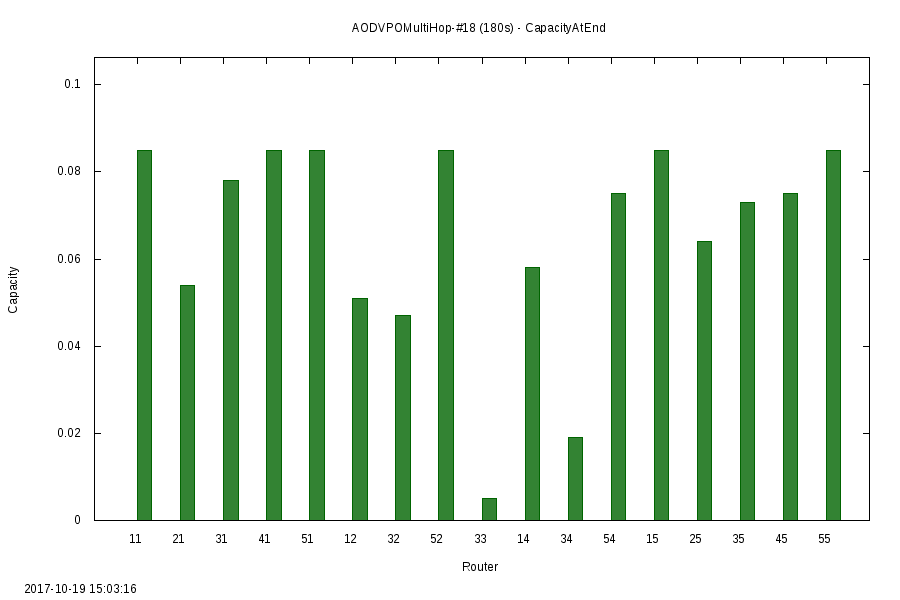 AODVPOMultiHop-#18 (180s) - CapacityAtEnd
0.1
0.08
0.06
0.04
0.02
0
Capacity
11 21 31 41 51 12 32 52 33 14 34 54 15 25 35 45 55
Router
2017-10-19 15:03:16